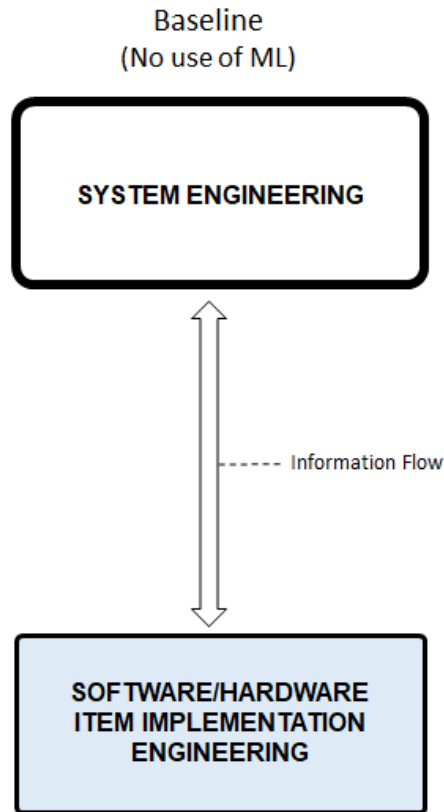 Baseline
(No use of ML)
SYSTEM ENGINEERING
Information Flow
SOFTWARE/HARDWARE
ITEM IMPLEMENTATION
ENGINEERING